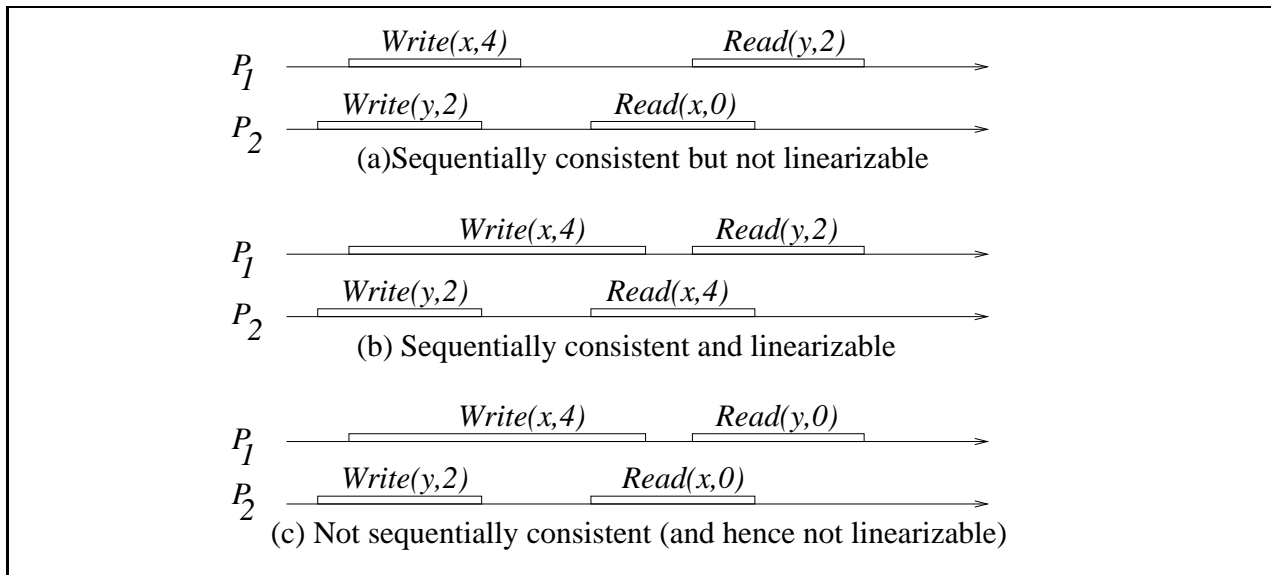 Write(x,4) Read(y,2)
P1
Write(y,2) Read(x,0)
P2
(a)Sequentially consistent but not linearizable
Write(x,4) Read(y,2)
P1
Write(y,2) Read(x,4)
P2
(b) Sequentially consistent and linearizable
Write(x,4) Read(y,0)
P1
Write(y,2) Read(x,0)
P2
(c) Not sequentially consistent (and hence not linearizable)